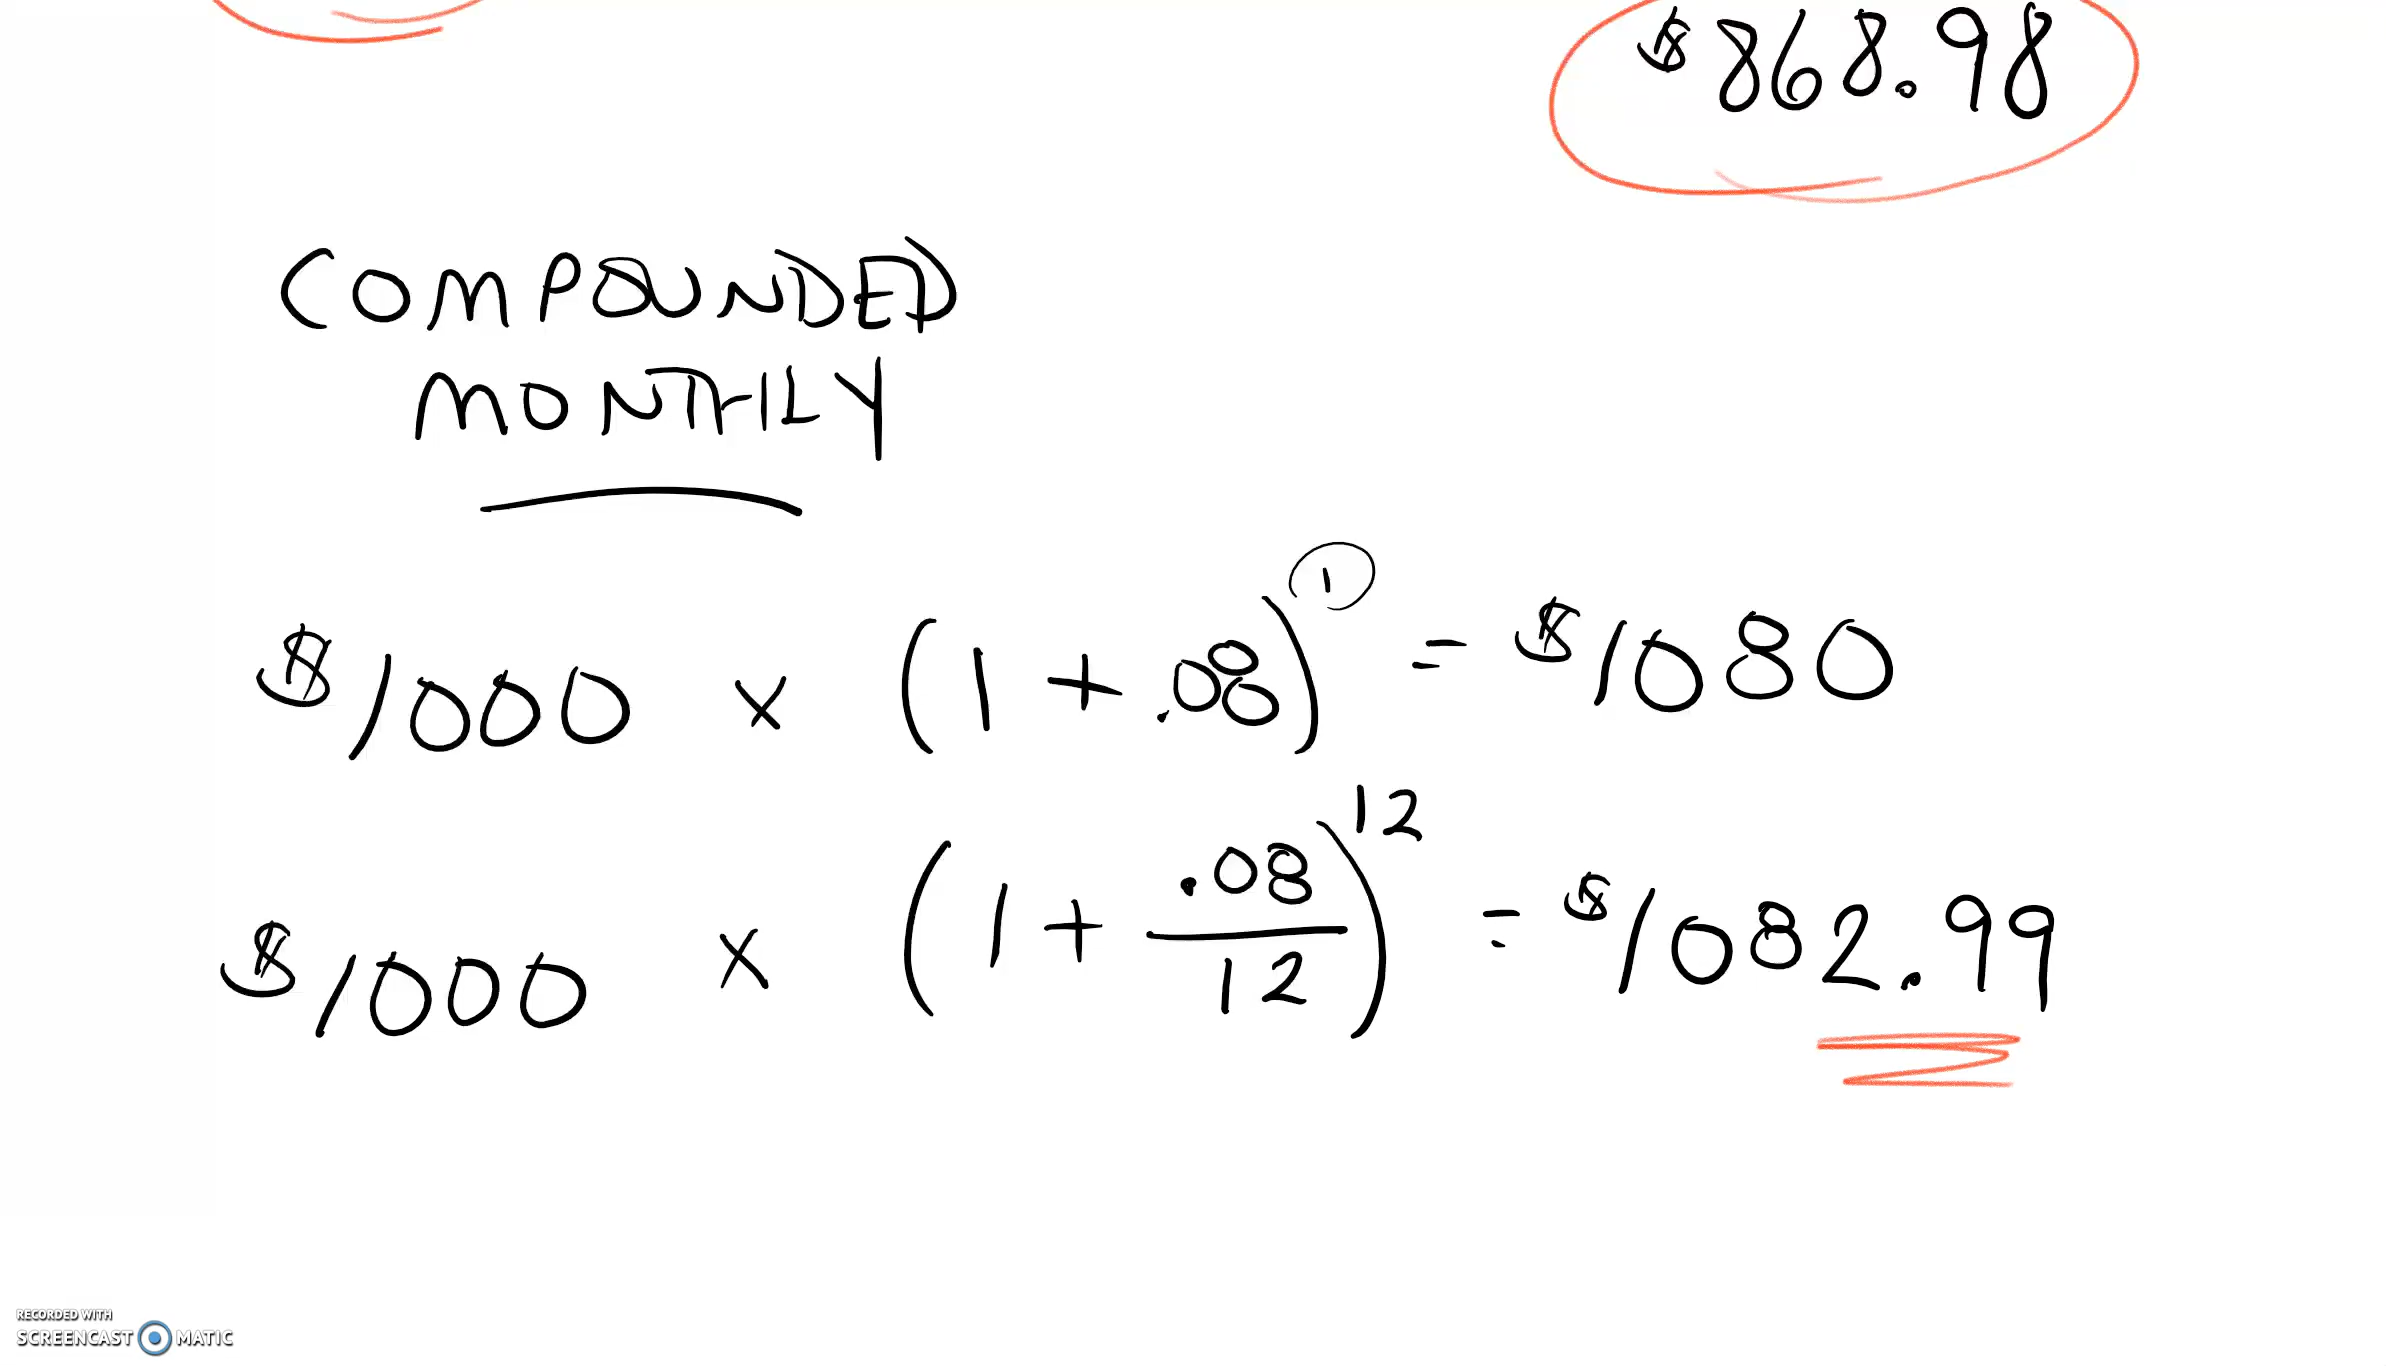 $868.98
COMPOUNDED
MONTHLY
$1000 x (1 + .08)^1 = $1080
$1000 x (1 + .08/12)^12 = $1082.99
RECORDED WITH
SCREENCAST MATIC